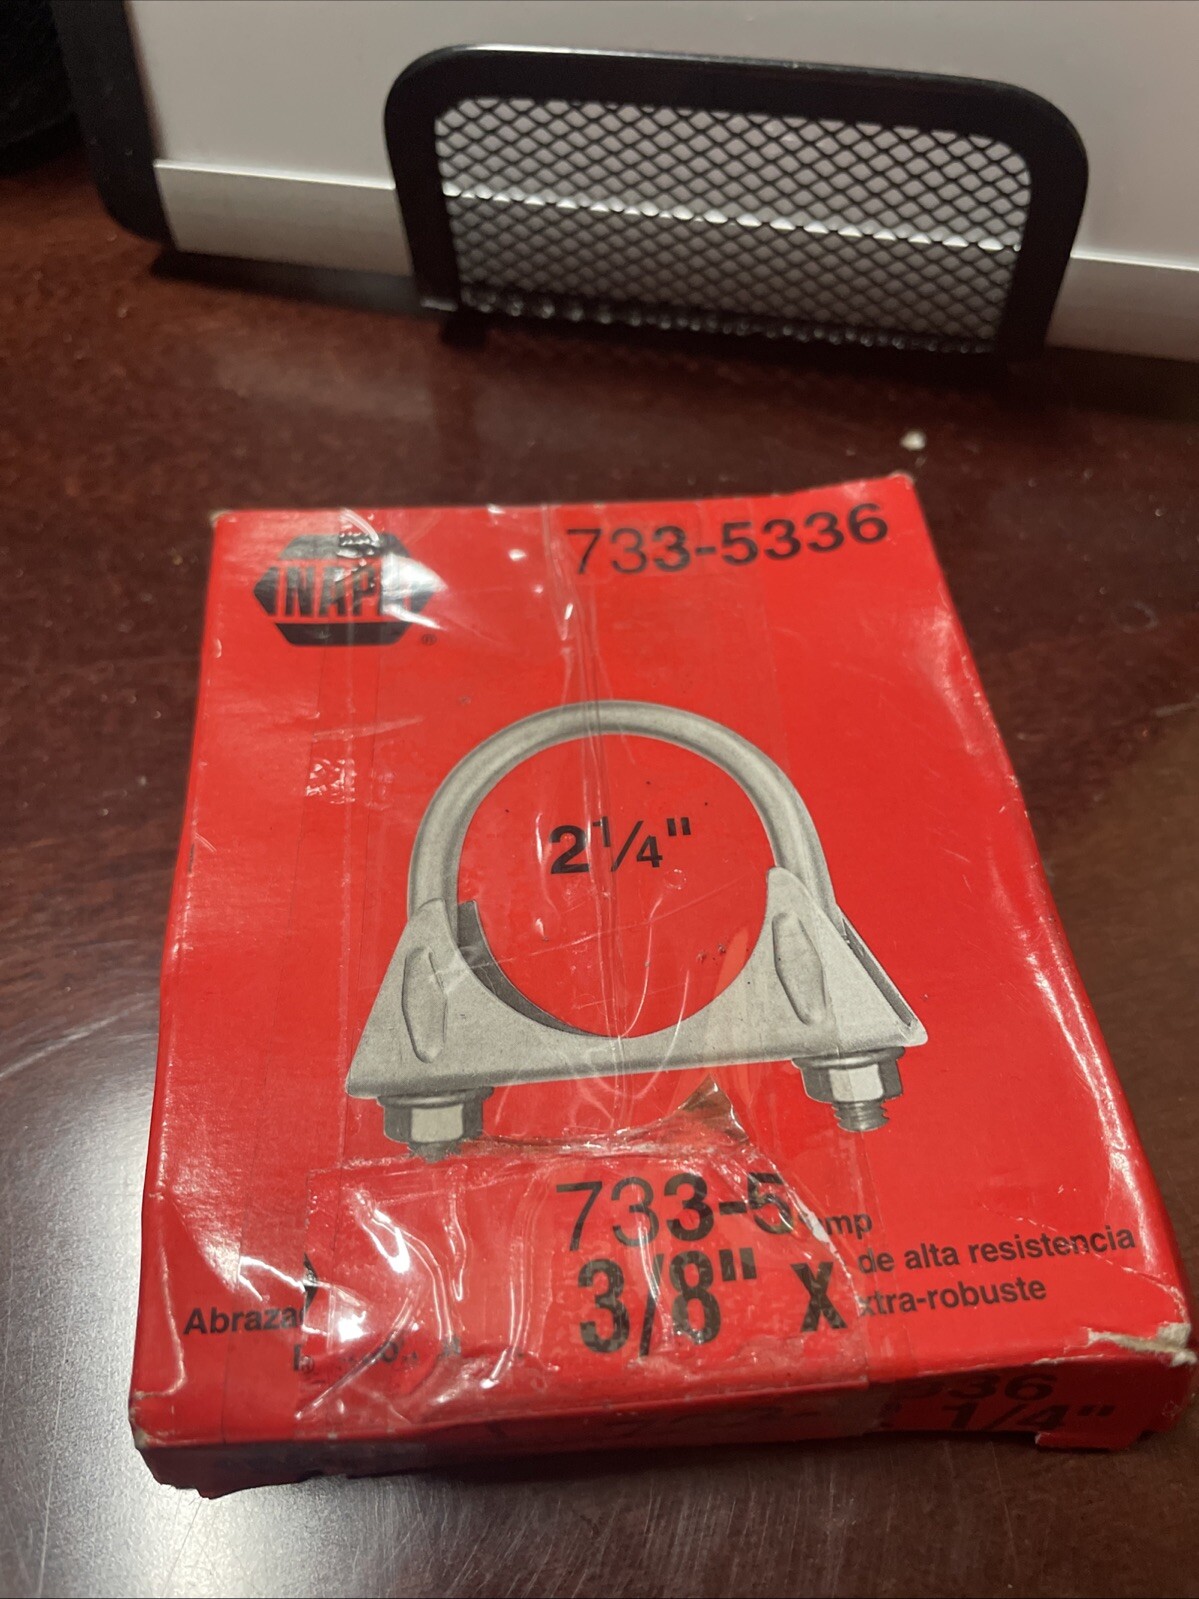 NAPA
®
733-5336
2 1/4"
733-5
mp
3/8" X
de alta resistencia
xtra-robuste
Abraza
336
1/4"